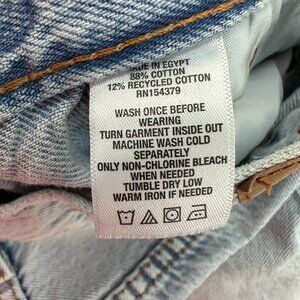 MADE IN EGYPT
88% COTTON
12% RECYCLED COTTON
RN154379
WASH ONCE BEFORE
WEARING
TURN GARMENT INSIDE OUT
MACHINE WASH COLD
SEPARATELY
ONLY NON-CHLORINE BLEACH
WHEN NEEDED
TUMBLE DRY LOW
WARM IRON IF NEEDED